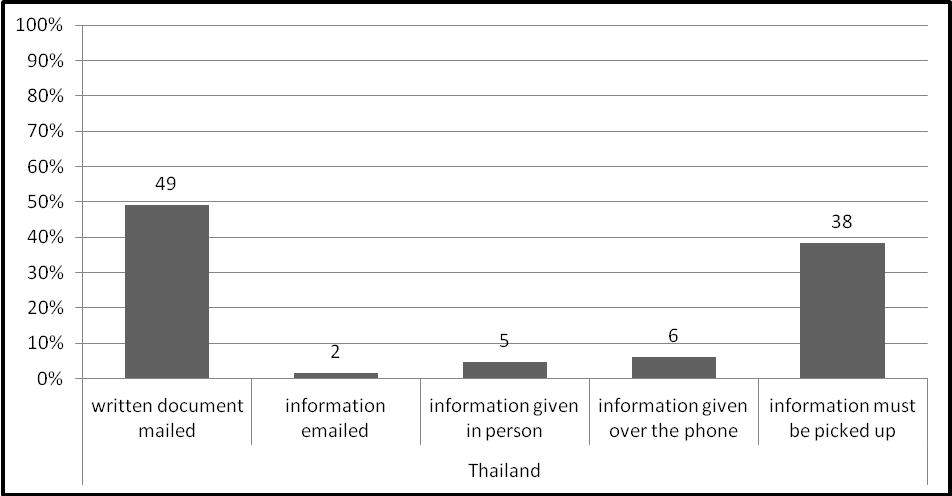 100%
90%
80%
70%
60%
50%
40%
30%
20%
10%
0%
49
2
5
6
38
written document
mailed
information
emailed
information given
in person
information given
over the phone
information must
be picked up
Thailand